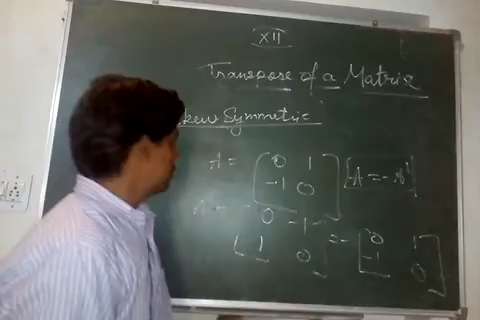 XII
Transpose of a Matrix
kew Symmetric
A = [ 0 1
-1 0 ] [A = -A']
A
0 -1
1 0 ] = - [ 0 1
-1 0 ]